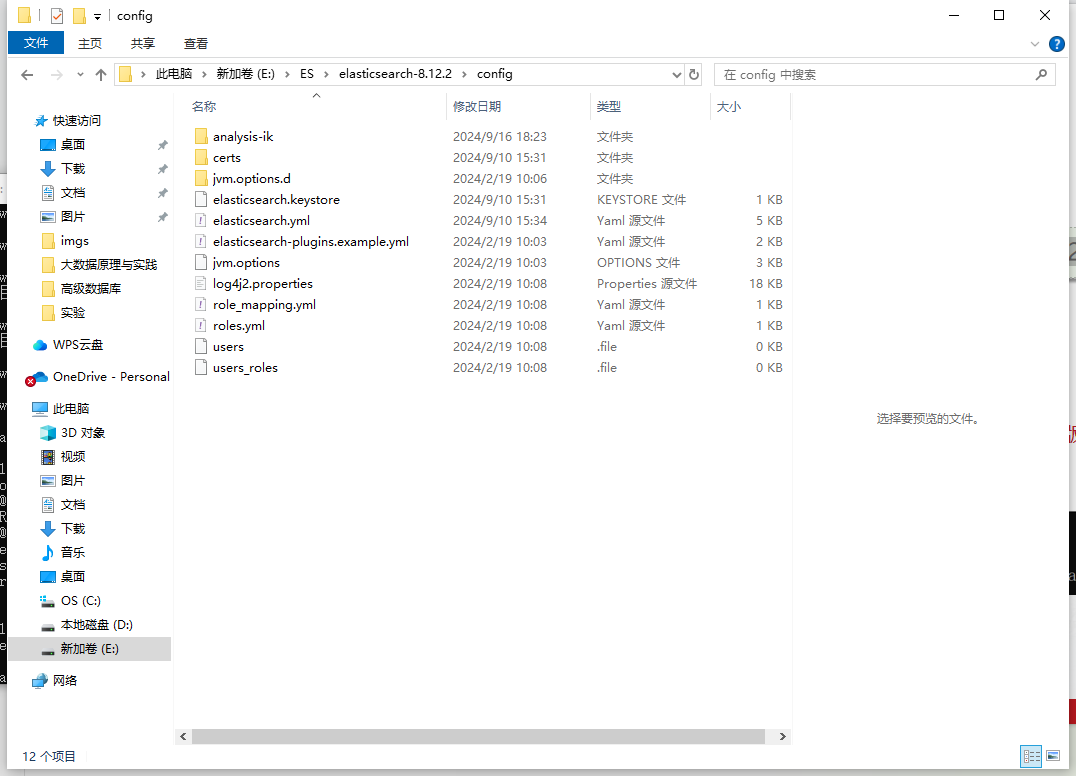 config
文件 主页 共享 查看
此电脑 新加卷 (E:) ES elasticsearch-8.12.2 config
在 config 中搜索
名称 修改日期 类型 大小
快速访问
桌面
下载
文档
图片
imgs
大数据原理与实践
高级数据库
实验
WPS云盘
OneDrive - Personal
此电脑
3D 对象
视频
图片
文档
下载
音乐
桌面
OS (C:)
本地磁盘 (D:)
新加卷 (E:)
网络
analysis-ik 2024/9/16 18:23 文件夹
certs 2024/9/10 15:31 文件夹
jvm.options.d 2024/2/19 10:06 文件夹
elasticsearch.keystore 2024/9/10 15:31 KEYSTORE 文件 1 KB
elasticsearch.yml 2024/9/10 15:34 Yaml 源文件 5 KB
elasticsearch-plugins.example.yml 2024/2/19 10:03 Yaml 源文件 2 KB
jvm.options 2024/2/19 10:03 OPTIONS 文件 3 KB
log4j2.properties 2024/2/19 10:08 Properties 源文件 18 KB
role_mapping.yml 2024/2/19 10:08 Yaml 源文件 1 KB
roles.yml 2024/2/19 10:08 Yaml 源文件 1 KB
users 2024/2/19 10:08 .file 0 KB
users_roles 2024/2/19 10:08 .file 0 KB
选择要预览的文件。
12 个项目